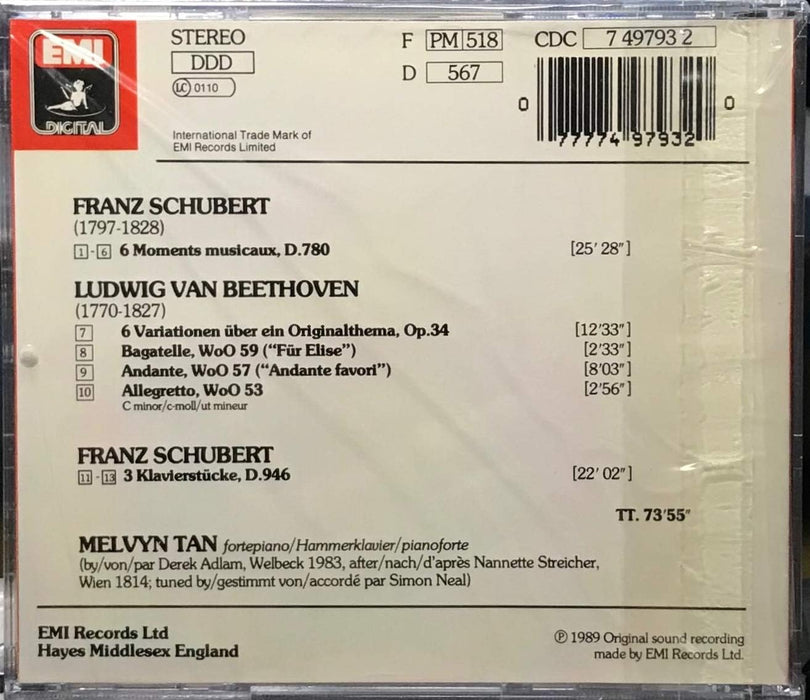 EMI
DIGITAL
STEREO
DDD
LC 0110
F PM 518 CDC 7 49793 2
D 567
0 77774 97932 0
International Trade Mark of
EMI Records Limited
FRANZ SCHUBERT
(1797-1828)
1 - 6 6 Moments musicaux, D.780 [25' 28"]
LUDWIG VAN BEETHOVEN
(1770-1827)
7 6 Variationen über ein Originalthema, Op.34 [12'33"]
8 Bagatelle, WoO 59 (“Für Elise”) [2'33"]
9 Andante, WoO 57 (“Andante favori”) [8'03"]
10 Allegretto, WoO 53 [2'56"]
C minor/c-moll/ut mineur
FRANZ SCHUBERT
11 - 13 3 Klavierstücke, D.946 [22' 02"]
TT. 73'55"
MELVYN TAN fortepiano/Hammerklavier/pianoforte
(by/von/par Derek Adlam, Welbeck 1983, after/nach/d'après Nannette Streicher,
Wien 1814; tuned by/gestimmt von/accordé par Simon Neal)
EMI Records Ltd
Hayes Middlesex England
℗ 1989 Original sound recording
made by EMI Records Ltd.